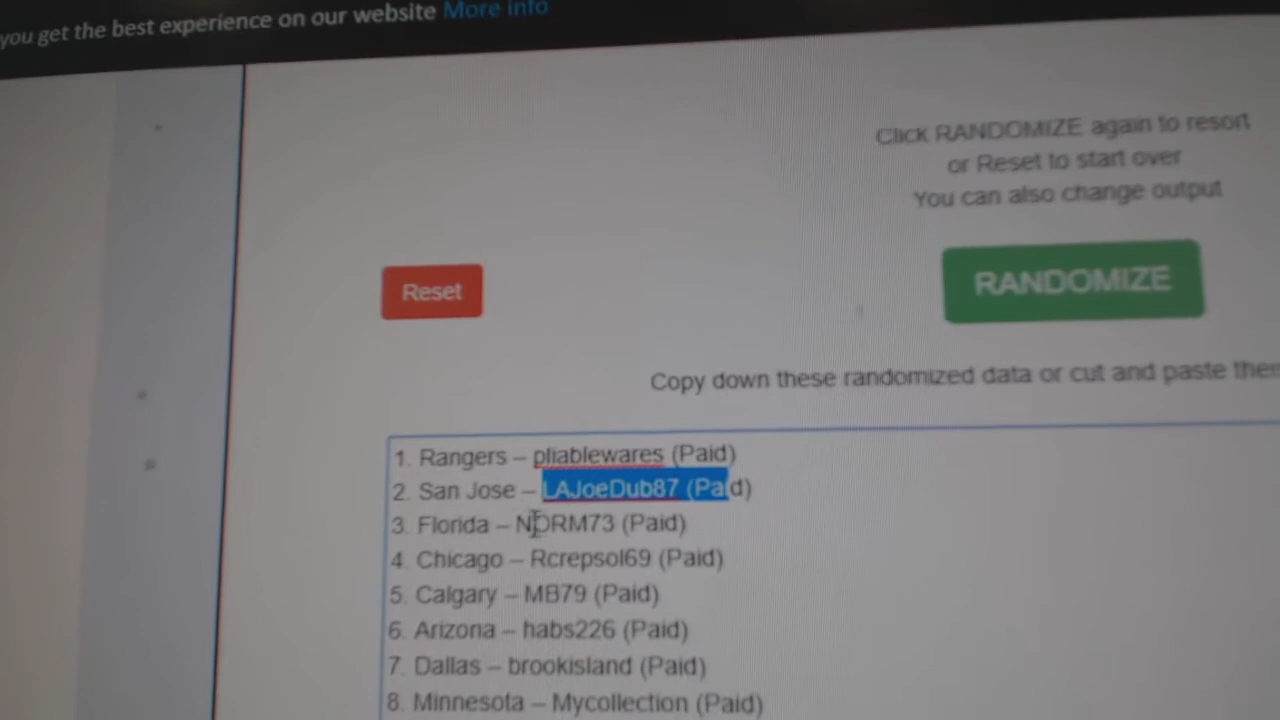 you get the best experience on our website More info
Click RANDOMIZE again to resort
or Reset to start over
You can also change output
Reset
RANDOMIZE
Copy down these randomized data or cut and paste
1. Rangers – pliablewares (Paid)
2. San Jose – LAJoeDub87 (Paid)
3. Florida – NORM73 (Paid)
4. Chicago – Rcrepsol69 (Paid)
5. Calgary – MB79 (Paid)
6. Arizona – habs226 (Paid)
7. Dallas – brookisland (Paid)
8. Minnesota – Mycollection (Paid)